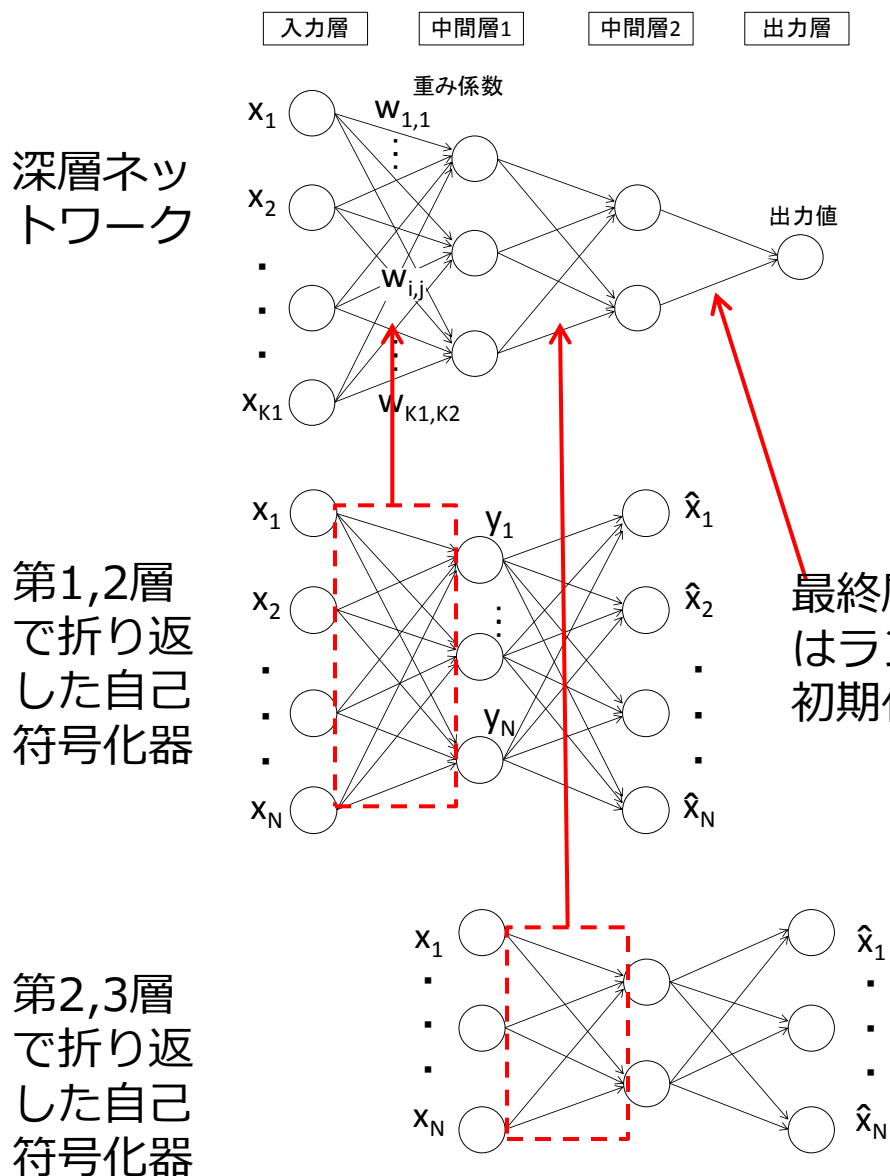 入力層 中間層1 中間層2 出力層
重み係数
x1 w1,1
⋮
深層ネッ
トワーク
x2
出力値
wi,j
⋮
xK1 wK1,K2
x1 y1 x̂1
第1,2層
で折り返
した自己
符号化器
x2 ⋮ x̂2
最終層
はラン
初期化
yN
xN x̂N
x1 x̂1
第2,3層
で折り返
した自己
符号化器
xN x̂N